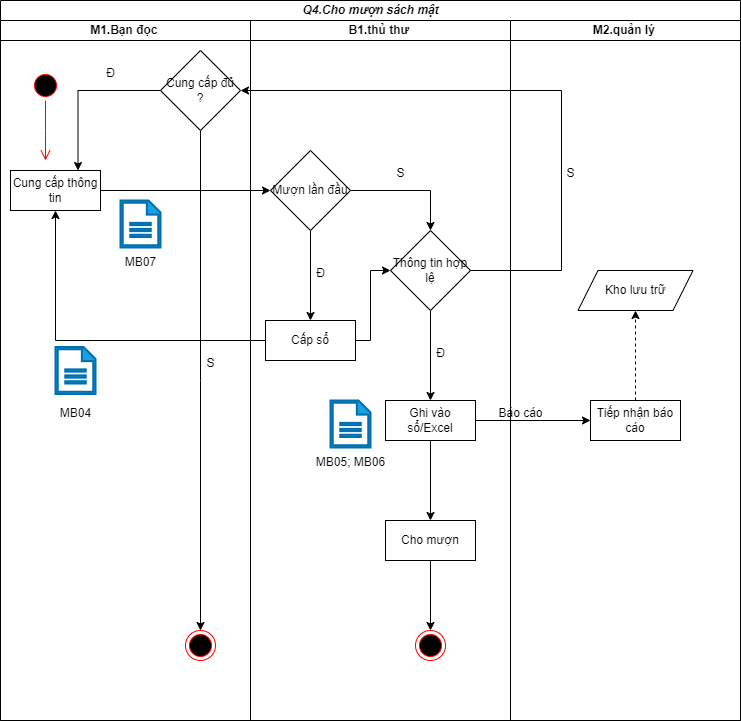 Q4.Cho mượn sách mật
M1.Bạn đọc
B1.thủ thư
M2.quản lý
Đ
Cung cấp đủ
?
Cung cấp thông
tin
MB07
Mượn lần đầu
S
S
Thông tin hợp
lệ
Đ
Kho lưu trữ
Cấp sổ
S
Đ
MB04
Ghi vào
sổ/Excel
Báo cáo
Tiếp nhận báo
cáo
MB05; MB06
Cho mượn